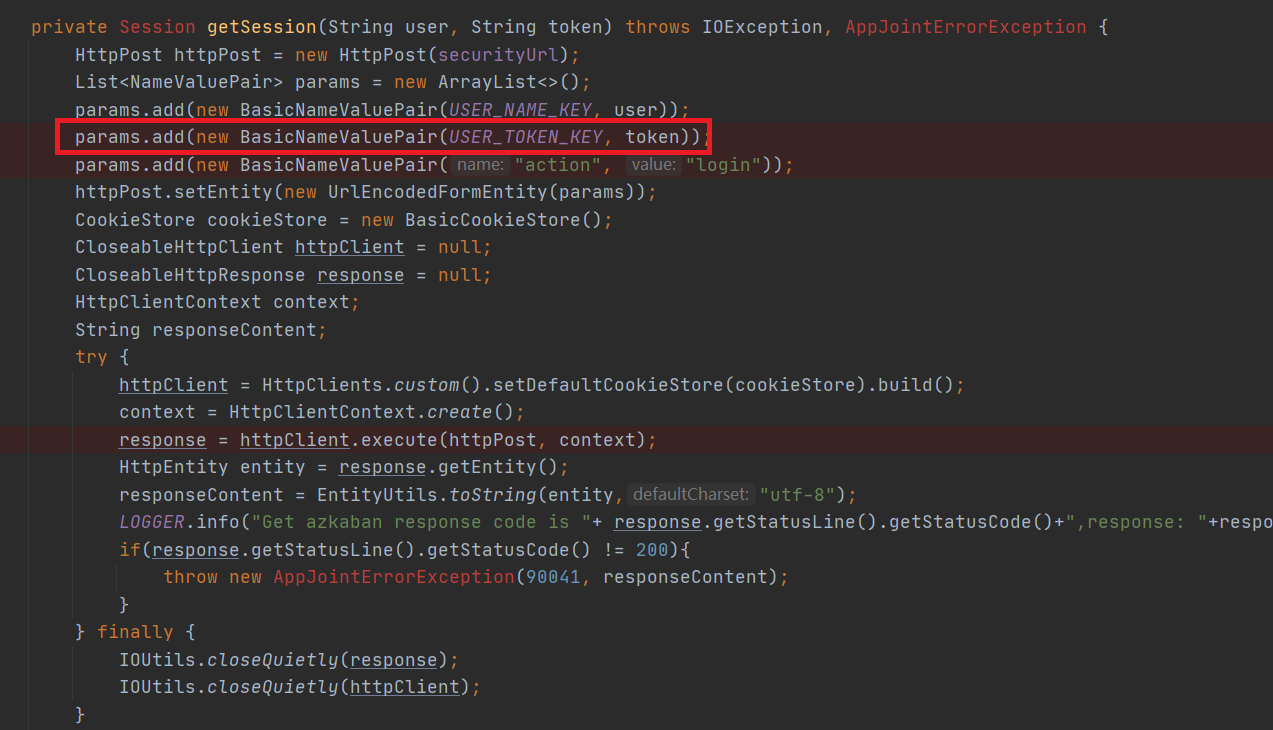 private Session getSession(String user, String token) throws IOException, AppJointErrorException {
HttpPost httpPost = new HttpPost(securityUrl);
List<NameValuePair> params = new ArrayList<>();
params.add(new BasicNameValuePair(USER_NAME_KEY, user));
params.add(new BasicNameValuePair(USER_TOKEN_KEY, token));
params.add(new BasicNameValuePair( name: "action", value: "login"));
httpPost.setEntity(new UrlEncodedFormEntity(params));
CookieStore cookieStore = new BasicCookieStore();
CloseableHttpClient httpClient = null;
CloseableHttpResponse response = null;
HttpClientContext context;
String responseContent;
try {
httpClient = HttpClients.custom().setDefaultCookieStore(cookieStore).build();
context = HttpClientContext.create();
response = httpClient.execute(httpPost, context);
HttpEntity entity = response.getEntity();
responseContent = EntityUtils.toString(entity, defaultCharset: "utf-8");
LOGGER.info("Get azkaban response code is "+ response.getStatusLine().getStatusCode()+",response: "+respo
if(response.getStatusLine().getStatusCode() != 200){
throw new AppJointErrorException(90041, responseContent);
}
} finally {
IOUtils.closeQuietly(response);
IOUtils.closeQuietly(httpClient);
}